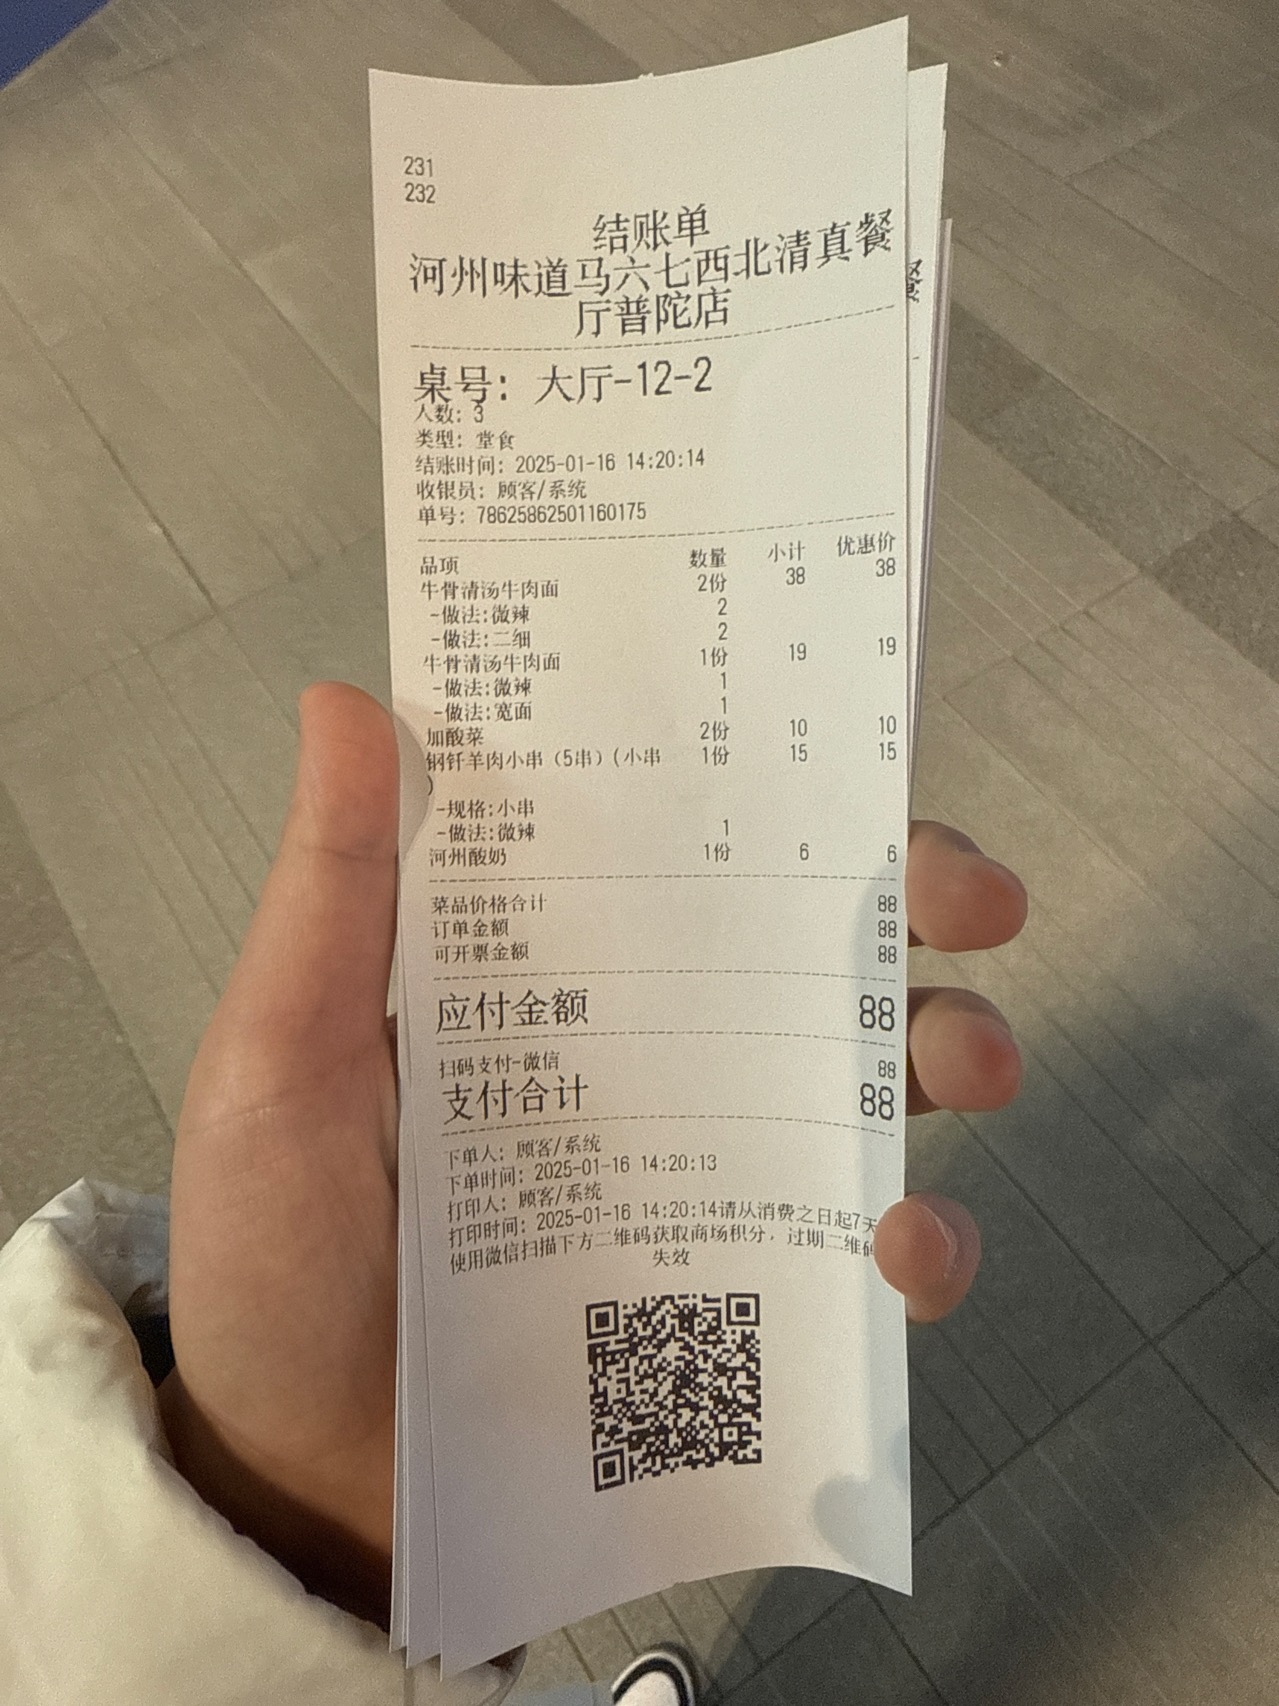 231
232
结账单
河州味道马六七西北清真餐
厅普陀店
桌号：大厅-12-2
人数：3
类型：堂食
结账时间：2025-01-16 14:20:14
收银员：顾客/系统
单号：78625862501160175
品项 数量 小计 优惠价
牛骨清汤牛肉面 2份 38 38
-做法:微辣 2
-做法:二细 2
牛骨清汤牛肉面 1份 19 19
-做法:微辣 1
-做法:宽面 1
加酸菜 2份 10 10
钢钎羊肉小串（5串）(小串 1份 15 15
)
-规格:小串
-做法:微辣 1
河州酸奶 1份 6 6
菜品价格合计 88
订单金额 88
可开票金额 88
应付金额 88
扫码支付-微信 88
支付合计 88
下单人：顾客/系统
下单时间：2025-01-16 14:20:13
打印人：顾客/系统
打印时间：2025-01-16 14:20:14请从消费之日起7天
使用微信扫描下方二维码获取商场积分，过期二维码
失效
餐